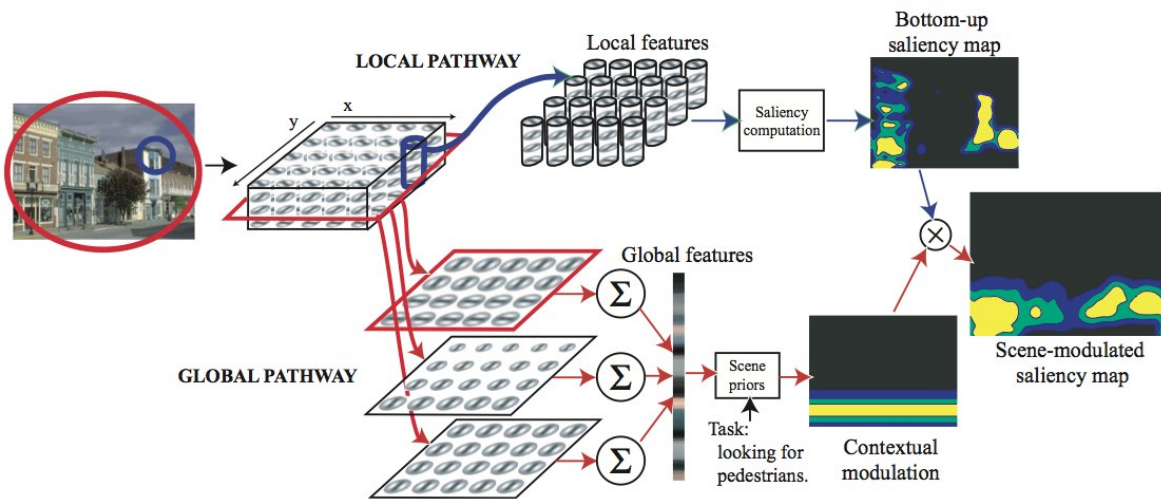 LOCAL PATHWAY
x
y
Local features
Saliency
computation
Bottom-up
saliency map
×
Global features
Σ
Σ
Σ
GLOBAL PATHWAY
Scene
priors
Task:
looking for
pedestrians.
Contextual
modulation
Scene-modulated
saliency map